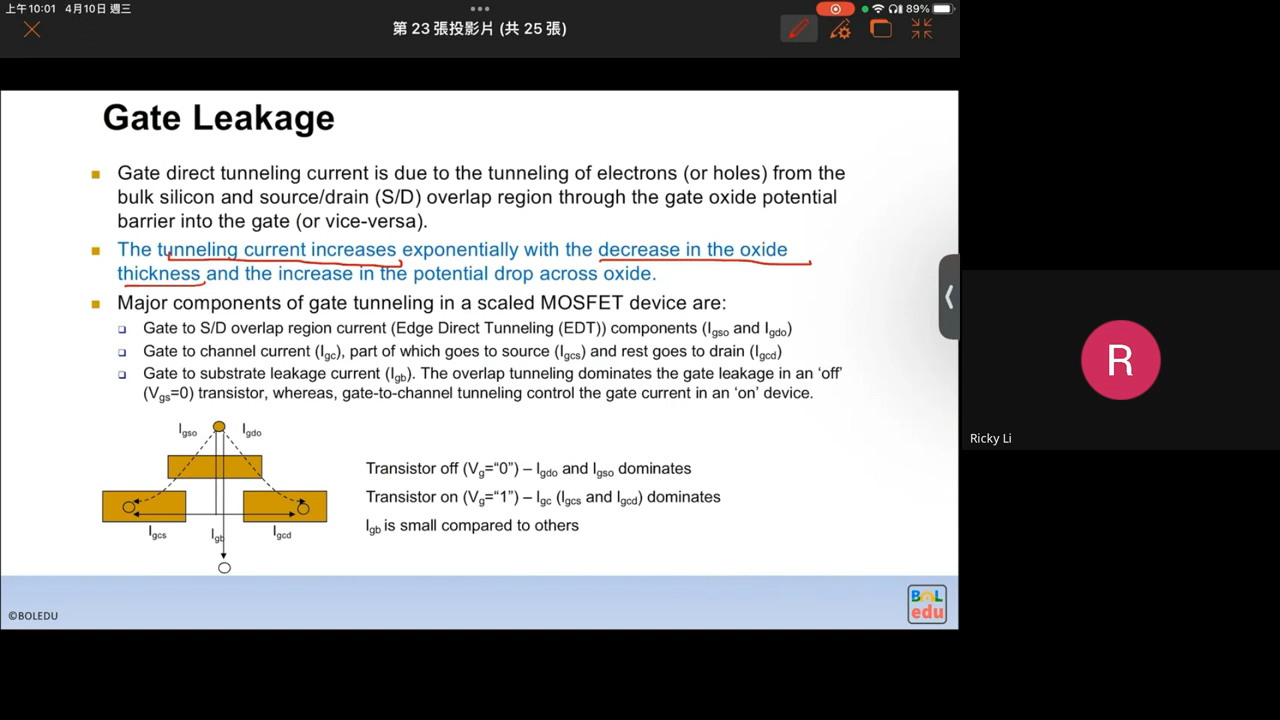 上午10:01 4月10日 週三
89%
第 23 張投影片 (共 25 張)
Gate Leakage
Gate direct tunneling current is due to the tunneling of electrons (or holes) from the
bulk silicon and source/drain (S/D) overlap region through the gate oxide potential
barrier into the gate (or vice-versa).
The tunneling current increases exponentially with the decrease in the oxide
thickness and the increase in the potential drop across oxide.
Major components of gate tunneling in a scaled MOSFET device are:
Gate to S/D overlap region current (Edge Direct Tunneling (EDT)) components (Igso and Igdo)
Gate to channel current (Igc), part of which goes to source (Igcs) and rest goes to drain (Igcd)
Gate to substrate leakage current (Igb). The overlap tunneling dominates the gate leakage in an ‘off’
(Vgs=0) transistor, whereas, gate-to-channel tunneling control the gate current in an ‘on’ device.
Igso Igdo
Igcs Igb Igcd
Transistor off (Vg=“0”) – Igdo and Igso dominates
Transistor on (Vg=“1”) – Igc (Igcs and Igcd) dominates
Igb is small compared to others
R
Ricky Li
©BOLEDU
BOL
edu